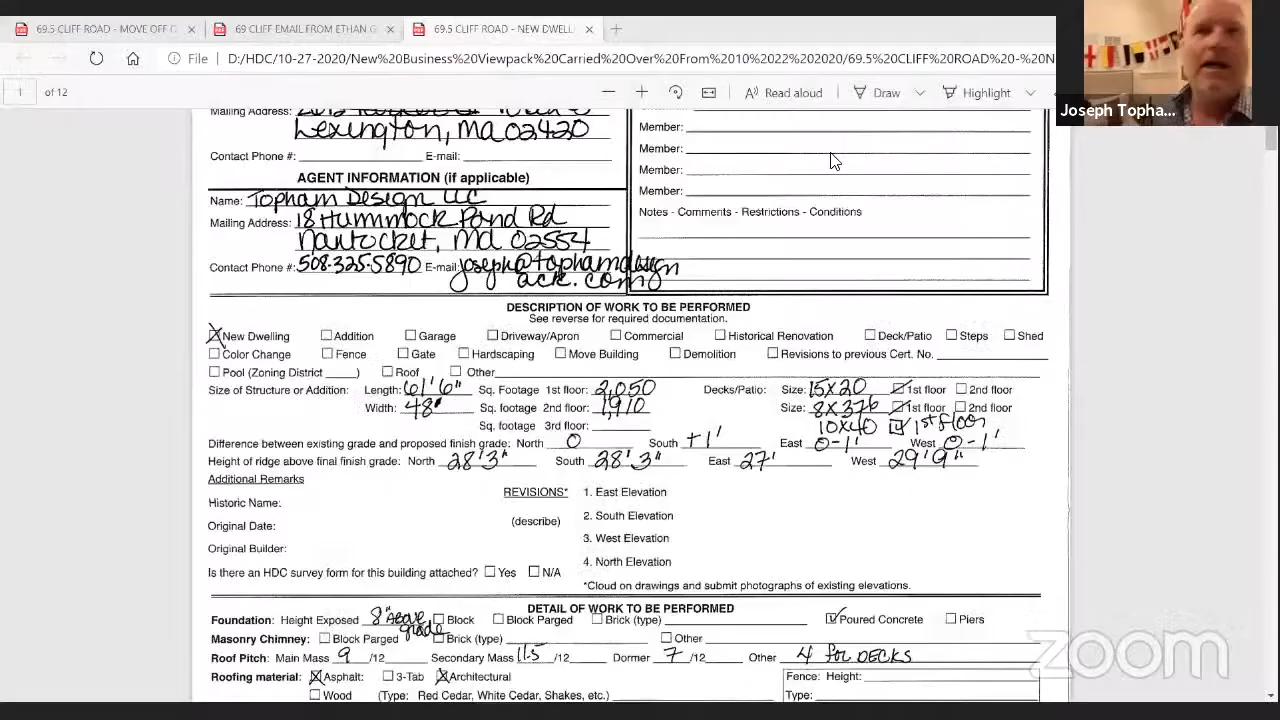 69.5 CLIFF ROAD - MOVE OFF
69 CLIFF EMAIL FROM ETHAN G
69.5 CLIFF ROAD - NEW DWELL
File D:/HDC/10-27-2020/New%20Business%20Viewpack%20Carried%20Over%20From%2010%2022%202020/69.5%20CLIFF%20ROAD%20-%20N
1 of 12 Read aloud Draw Highlight
Joseph Topha...
Mailing Address:
Lexington, MA 02420
Contact Phone #: E-mail:
AGENT INFORMATION (if applicable)
Name: Topham Design LLC
Mailing Address: 18 Hummock Pond Rd
Nantucket, Ma 02554
Contact Phone #: 508.325.5890 E-mail: joseph@tophamdesign
ack.com
Member:
Member:
Member:
Member:
Notes - Comments - Restrictions - Conditions
DESCRIPTION OF WORK TO BE PERFORMED
See reverse for required documentation.
New Dwelling Addition Garage Driveway/Apron Commercial Historical Renovation Deck/Patio Steps Shed
Color Change Fence Gate Hardscaping Move Building Demolition Revisions to previous Cert. No.
Pool (Zoning District ) Roof Other
Size of Structure or Addition: Length: 61'6" Sq. Footage 1st floor: 2,050 Decks/Patio: Size: 15x20 1st floor 2nd floor
Width: 48' Sq. footage 2nd floor: 1,910 Size: 8x376 1st floor 2nd floor
Sq. footage 3rd floor: 10x40 1st floor
Difference between existing grade and proposed finish grade: North 0 South +1' East 0-1' West 0-1'
Height of ridge above final finish grade: North 28'3" South 28'3" East 27' West 29'9"
Additional Remarks
Historic Name:
Original Date:
Original Builder:
Is there an HDC survey form for this building attached? Yes N/A
REVISIONS*
(describe)
1. East Elevation
2. South Elevation
3. West Elevation
4. North Elevation
*Cloud on drawings and submit photographs of existing elevations.
DETAIL OF WORK TO BE PERFORMED
Foundation: Height Exposed 8" Above grade Block Block Parged Brick (type) Poured Concrete Piers
Masonry Chimney: Block Parged Brick (type) Other
Roof Pitch: Main Mass 9 /12 Secondary Mass 11.5 /12 Dormer 7 /12 Other 4 for DECKS
Roofing material: Asphalt: 3-Tab Architectural
Wood (Type: Red Cedar, White Cedar, Shakes, etc.)
Fence: Height:
Type:
zoom